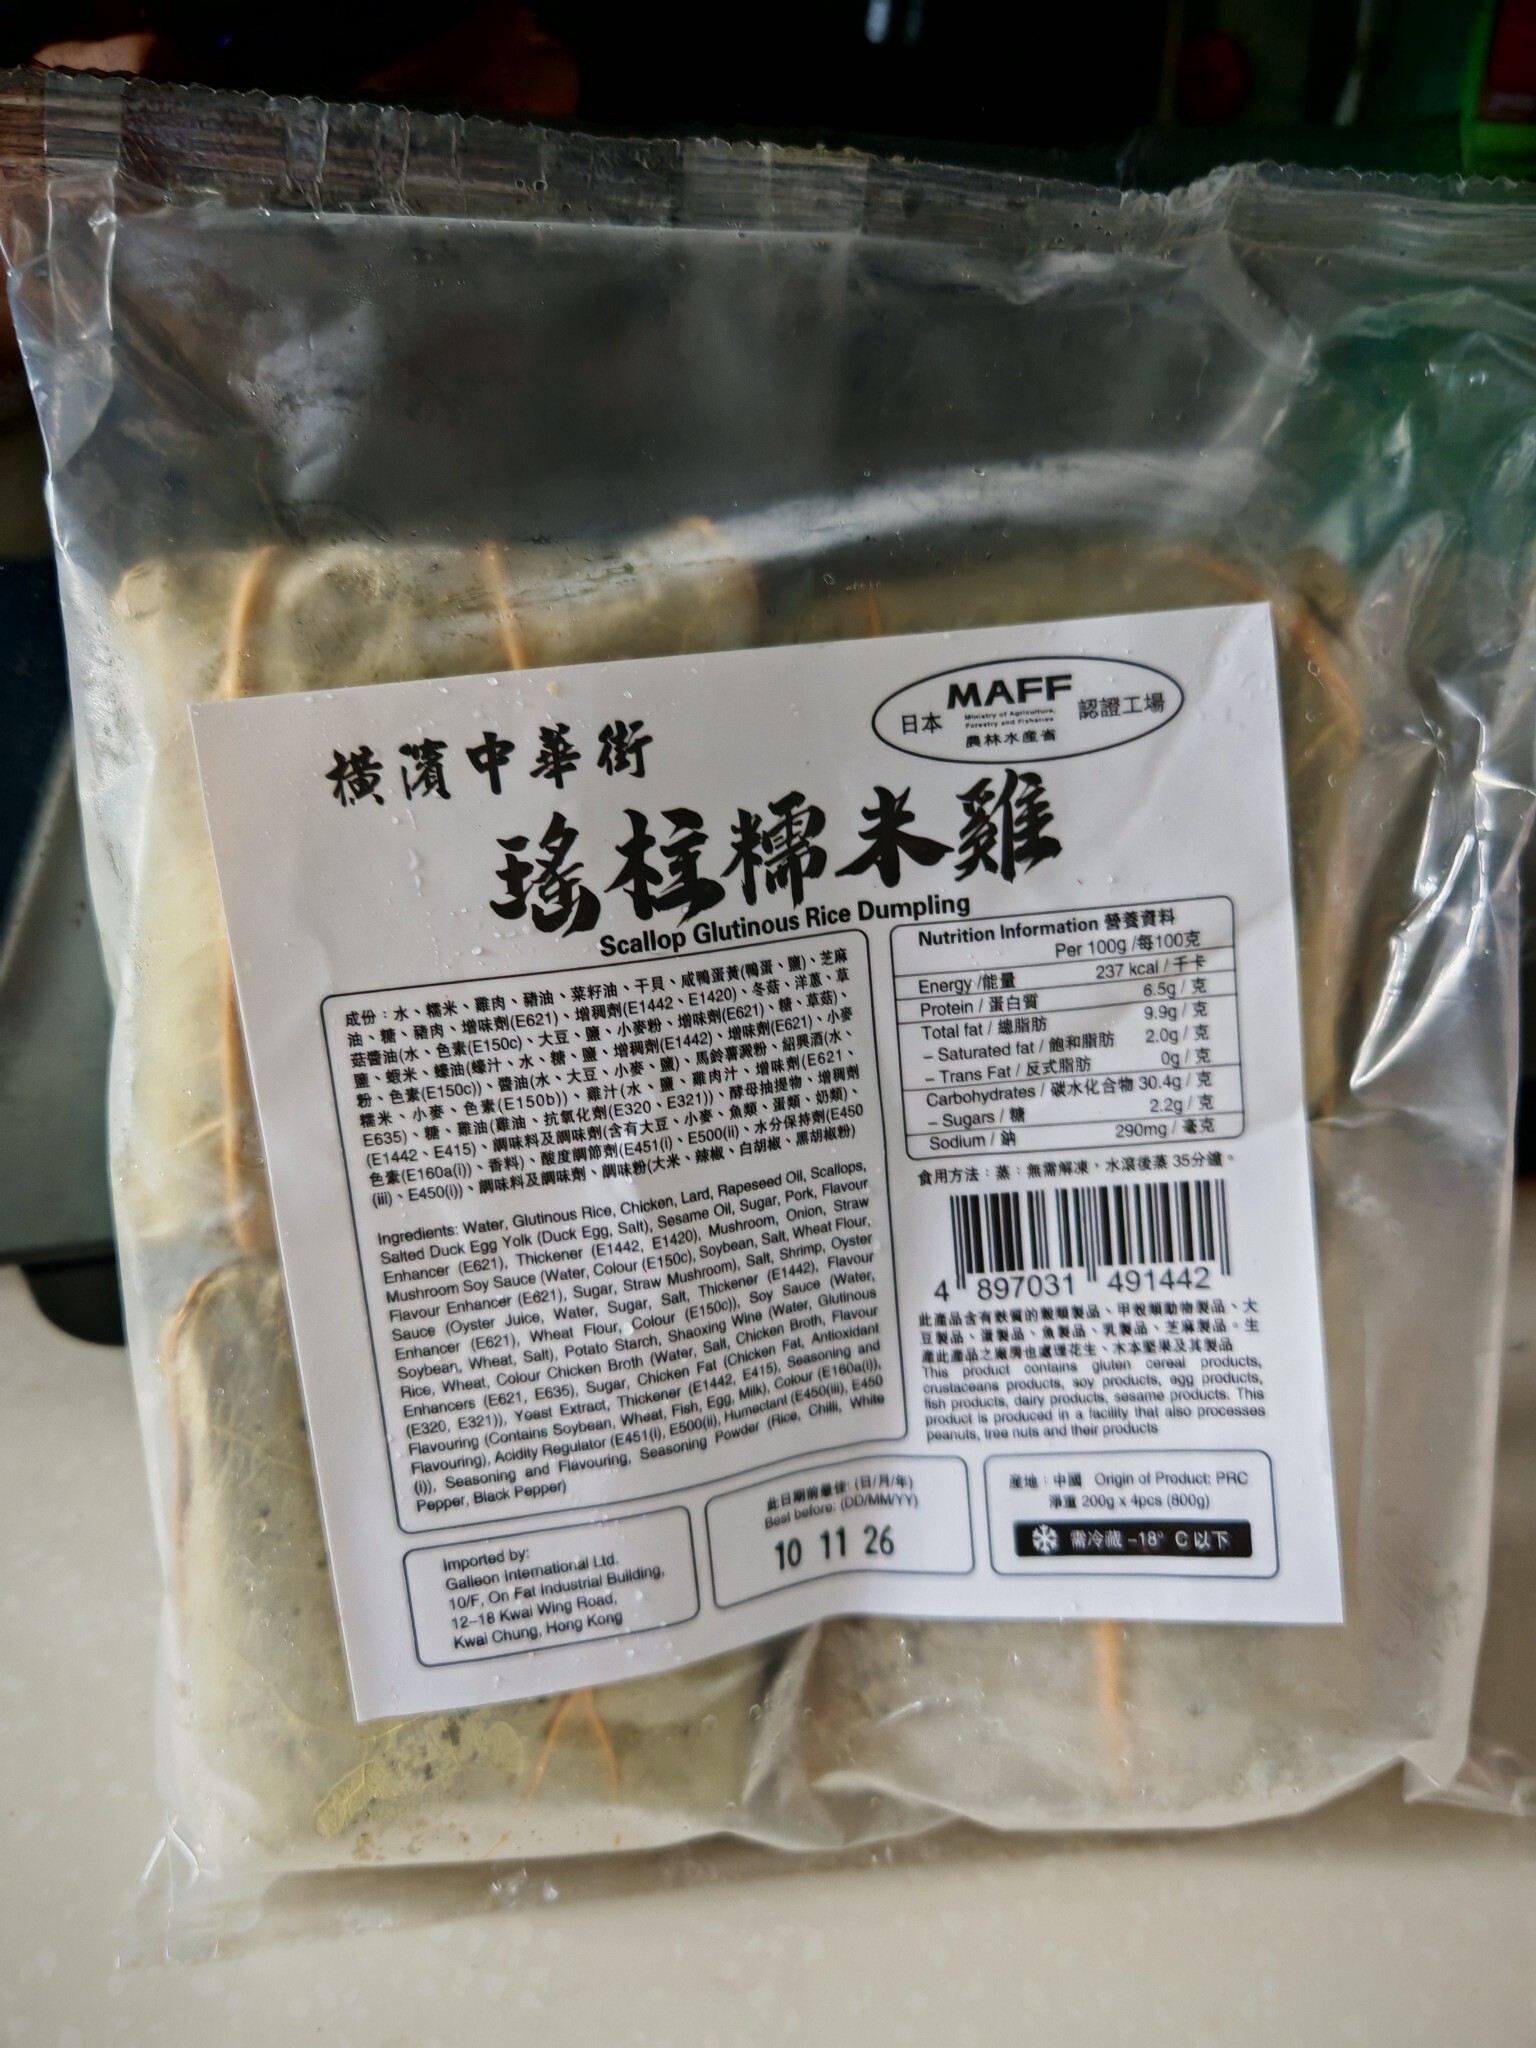 橫濱中華街
日本
MAFF
Ministry of Agriculture,
Forestry and Fisheries
農林水産省
認證工場
瑤柱糯米雞
Scallop Glutinous Rice Dumpling
成份：水、糯米、雞肉、豬油、菜籽油、干貝、咸鴨蛋黃(鴨蛋、鹽)、芝麻
油、糖、豬肉、增味劑(E621)、增稠劑(E1442、E1420)、冬菇、洋蔥、草
菇醬油(水、色素(E150c)、大豆、鹽、小麥粉、增味劑(E621)、糖、草菇)、
鹽、蝦米、蠔油(蠔汁、水、糖、鹽、增稠劑(E1442)、增味劑(E621)、小麥
粉、色素(E150c))、醬油(水、大豆、小麥、鹽)、馬鈴薯澱粉、紹興酒(水、
糯米、小麥、色素(E150b))、雞汁(水、鹽、雞肉汁、增味劑(E621、
E635)、糖、雞油(雞油、抗氧化劑(E320、E321))、酵母抽提物、增稠劑
(E1442、E415)、調味料及調味劑(含有大豆、小麥、魚類、蛋類、奶類)、
色素(E160a(i))、香料)、酸度調節劑(E451(i)、E500(ii)、水分保持劑(E450
(iii)、E450(i))、調味料及調味劑、調味粉(大米、辣椒、白胡椒、黑胡椒粉)
Ingredients: Water, Glutinous Rice, Chicken, Lard, Rapeseed Oil, Scallops,
Salted Duck Egg Yolk (Duck Egg, Salt), Sesame Oil, Sugar, Pork, Flavour
Enhancer (E621), Thickener (E1442, E1420), Mushroom, Onion, Straw
Mushroom Soy Sauce (Water, Colour (E150c), Soybean, Salt, Wheat Flour,
Flavour Enhancer (E621), Sugar, Straw Mushroom), Salt, Shrimp, Oyster
Sauce (Oyster Juice, Water, Sugar, Salt, Thickener (E1442), Flavour
Enhancer (E621), Wheat Flour, Colour (E150c)), Soy Sauce (Water,
Soybean, Wheat, Salt), Potato Starch, Shaoxing Wine (Water, Glutinous
Rice, Wheat, Colour Chicken Broth (Water, Salt, Chicken Broth, Flavour
Enhancers (E621, E635), Sugar, Chicken Fat (Chicken Fat, Antioxidant
(E320, E321)), Yeast Extract, Thickener (E1442, E415), Seasoning and
Flavouring (Contains Soybean, Wheat, Fish, Egg, Milk), Colour (E160a(i)),
Flavouring), Acidity Regulator (E451(i), E500(ii), Humectant (E450(iii), E450
(i)), Seasoning and Flavouring, Seasoning Powder (Rice, Chilli, White
Pepper, Black Pepper)
Nutrition Information 營養資料
Per 100g /每100克
Energy /能量 237 kcal / 千卡
Protein / 蛋白質 6.5g / 克
Total fat / 總脂肪 9.9g / 克
– Saturated fat / 飽和脂肪 2.0g / 克
– Trans Fat / 反式脂肪 0g / 克
Carbohydrates / 碳水化合物 30.4g / 克
– Sugars / 糖 2.2g / 克
Sodium / 鈉 290mg / 毫克
食用方法：蒸：無需解凍，水滾後蒸 35分鐘。
4 897031 491442
此產品含有麩質的穀類製品、甲殼類動物製品、大
豆製品、蛋製品、魚製品、乳製品、芝麻製品。生
產此產品之廠房也處理花生、木本堅果及其製品
This product contains gluten cereal products,
crustaceans products, soy products, egg products,
fish products, dairy products, sesame products. This
product is produced in a facility that also processes
peanuts, tree nuts and their products
Imported by:
Galleon International Ltd.
10/F, On Fat Industrial Building,
12–18 Kwai Wing Road,
Kwai Chung, Hong Kong
此日期前最佳: (日/月/年)
Best before: (DD/MM/YY)
10 11 26
產地：中國 Origin of Product: PRC
淨重 200g x 4pcs (800g)
需冷藏 –18° C 以下